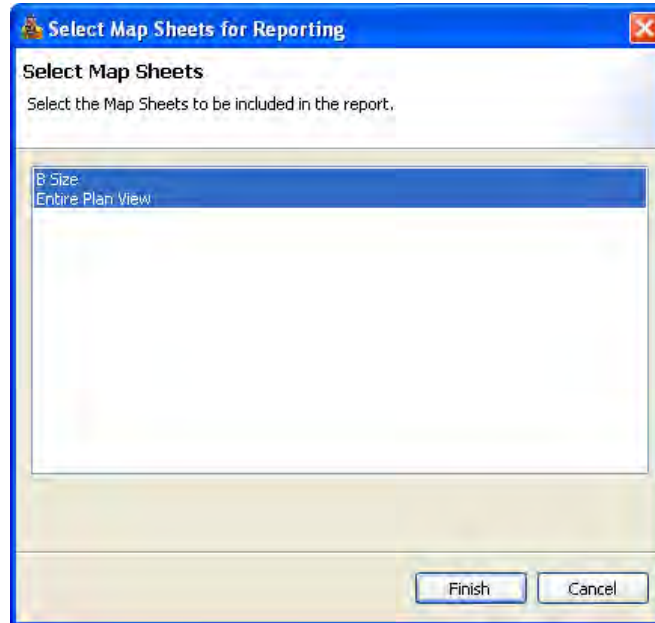 Select Map Sheets for Reporting
Select Map Sheets
Select the Map Sheets to be included in the report.
B Size
Entire Plan View
Finish
Cancel